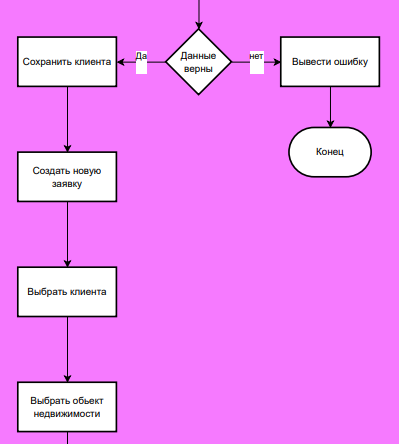 Да
нет
Сохранить клиента
Данные
верны
Вывести ошибку
Конец
Создать новую
заявку
Выбрать клиента
Выбрать обьект
недвижимости